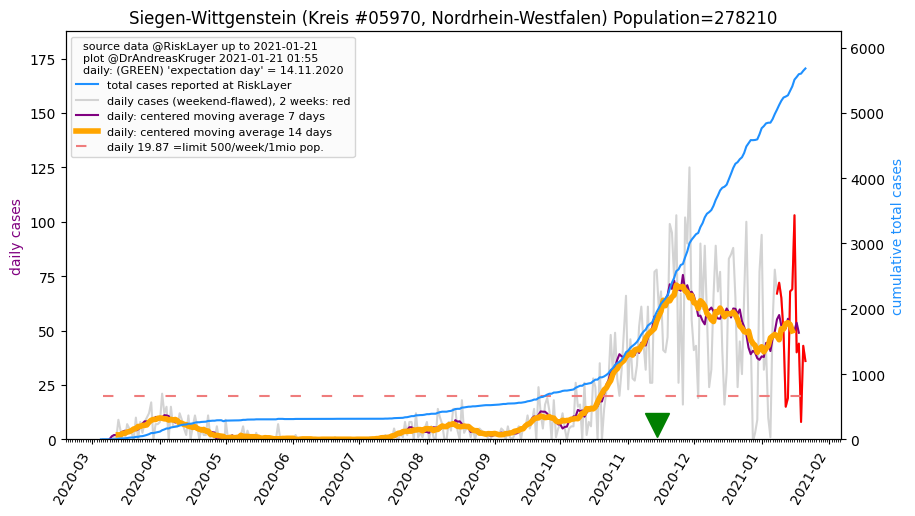 Siegen-Wittgenstein (Kreis #05970, Nordrhein-Westfalen) Population=278210
source data @RiskLayer up to 2021-01-21
plot @DrAndreasKruger 2021-01-21 01:55
daily: (GREEN) 'expectation day' = 14.11.2020
total cases reported at RiskLayer
daily cases (weekend-flawed), 2 weeks: red
daily: centered moving average 7 days
daily: centered moving average 14 days
daily 19.87 =limit 500/week/1mio pop.
daily cases
175
150
125
100
75
50
25
0
cumulative total cases
6000
5000
4000
3000
2000
1000
0
2020-03
2020-04
2020-05
2020-06
2020-07
2020-08
2020-09
2020-10
2020-11
2020-12
2021-01
2021-02